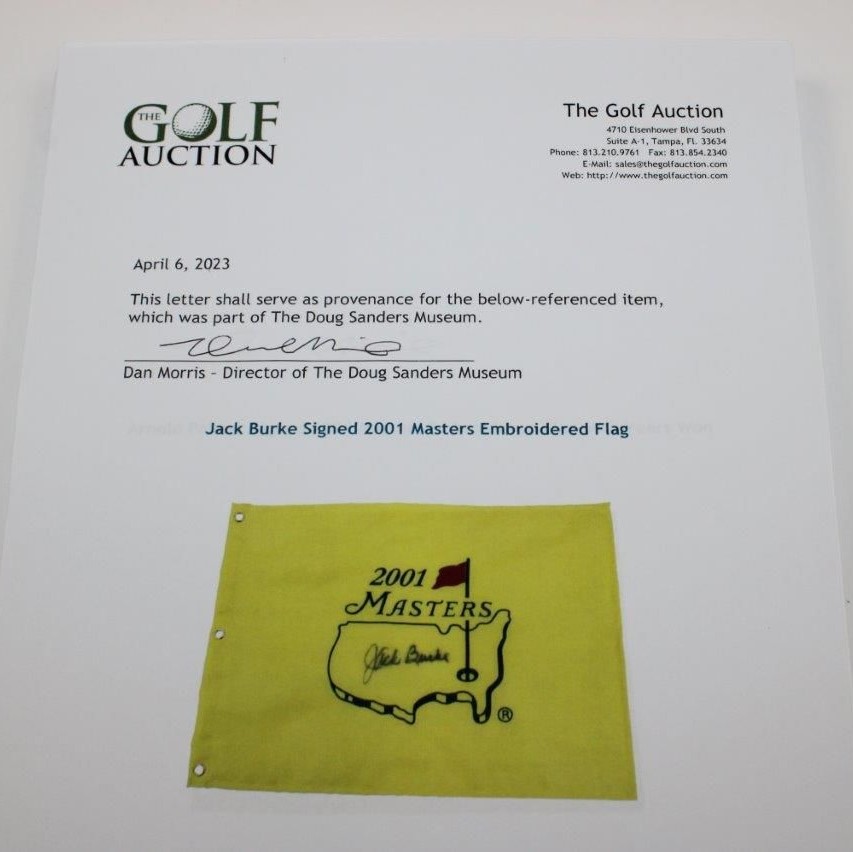 THE
GOLF
AUCTION
The Golf Auction
4710 Eisenhower Blvd South
Suite A-1, Tampa, Fl. 33634
Phone: 813.210.9761 Fax: 813.854.2340
E-Mail: sales@thegolfauction.com
Web: http://www.thegolfauction.com
April 6, 2023
This letter shall serve as provenance for the below-referenced item,
which was part of The Doug Sanders Museum.
Dan Morris - Director of The Doug Sanders Museum
Jack Burke Signed 2001 Masters Embroidered Flag
2001
MASTERS
Jack Burke
®